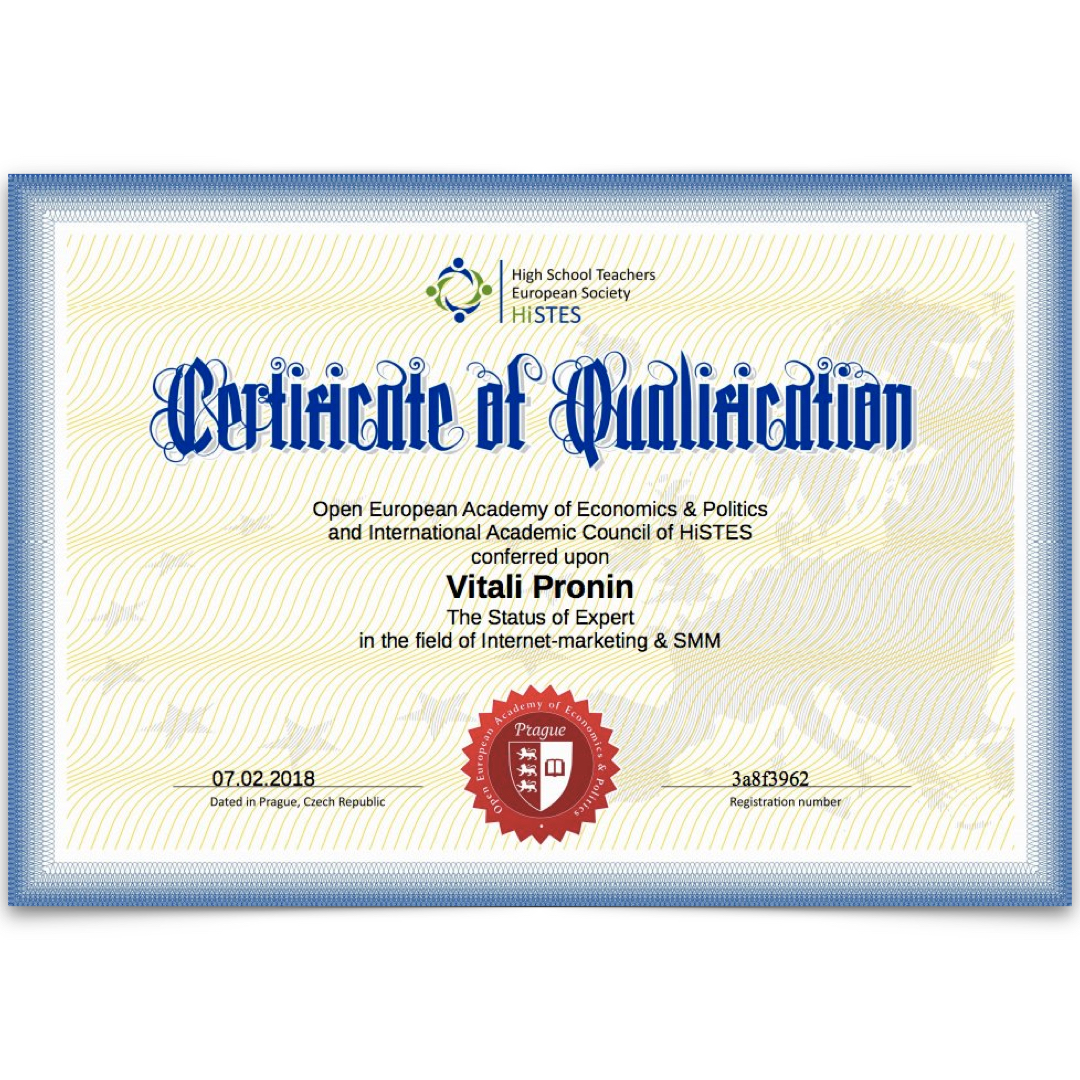 High School Teachers
European Society
HiSTES
Certificate of Qualification
Open European Academy of Economics & Politics
and International Academic Council of HiSTES
conferred upon
Vitali Pronin
The Status of Expert
in the field of Internet-marketing & SMM
Open European Academy of Economics & Politics
Prague
07.02.2018
Dated in Prague, Czech Republic
3a8f3962
Registration number